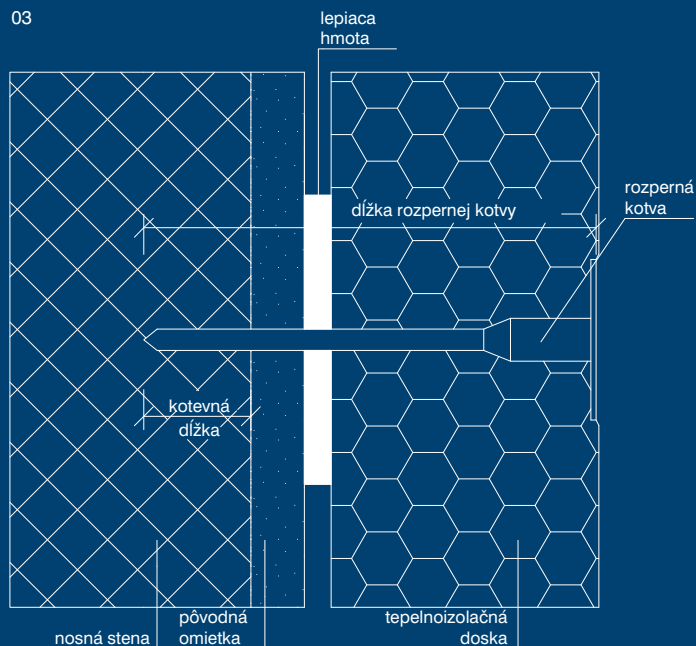 03
lepiaca
hmota
dĺžka rozpernej kotvy
rozperná
kotva
kotevná
dĺžka
nosná stena
pôvodná
omietka
tepelnoizolačná
doska